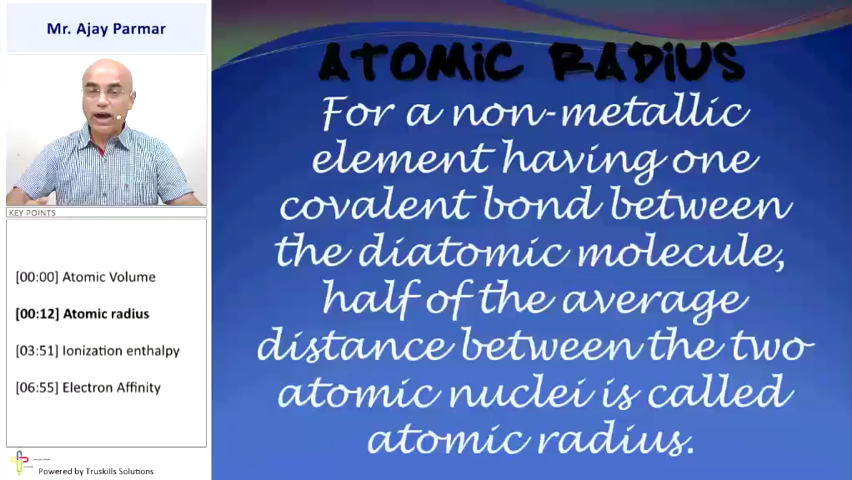 Mr. Ajay Parmar
KEY POINTS
[00:00] Atomic Volume
[00:12] Atomic radius
[03:51] Ionization enthalpy
[06:55] Electron Affinity
Powered by Truskills Solutions
ATOMIC RADIUS
For a non-metallic
element having one
covalent bond between
the diatomic molecule,
half of the average
distance between the two
atomic nuclei is called
atomic radius.